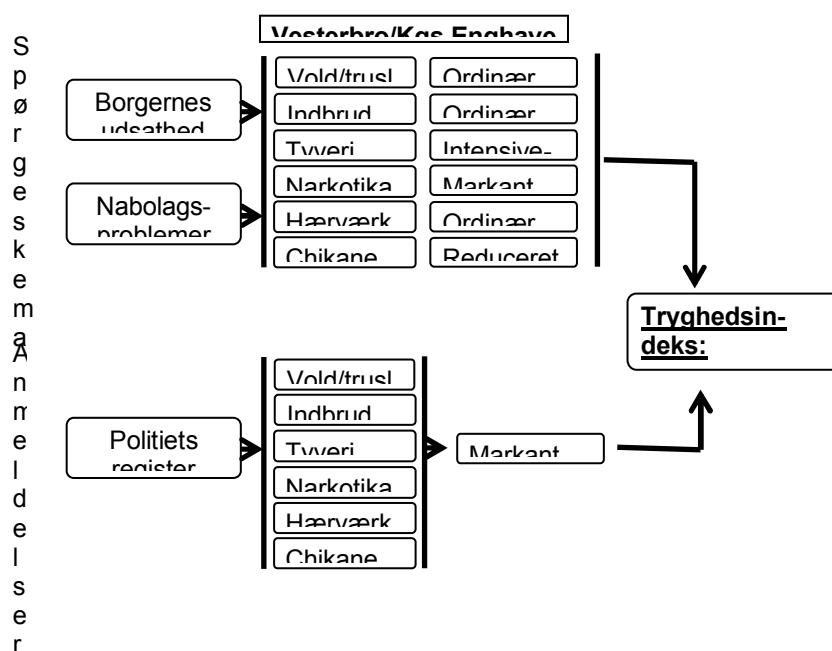 Vesterbro/Kgs Enghave
Spørgeskema
Borgernes
udsathed
Nabolags-
problemer
Vold/trusl
Ordinær
Indbrud
Ordinær
Tyveri
Intensive-
Narkotika
Markant
Hærværk
Ordinær
Chikane
Reduceret
Tryghedsin-
deks:
Anmeldelser
Politiets
register
Vold/trusl
Indbrud
Tyveri
Narkotika
Hærværk
Chikane
Markant